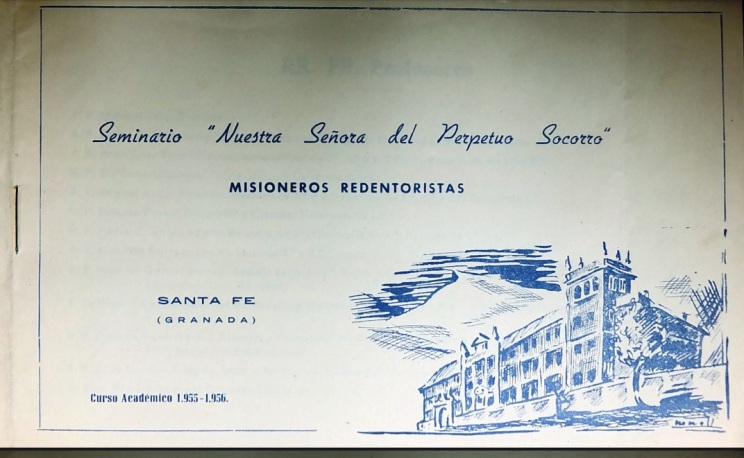 Seminario "Nuestra Señora del Perpetuo Socorro"
MISIONEROS REDENTORISTAS
SANTA FE
(GRANADA)
Curso Académico 1.955-1.956.